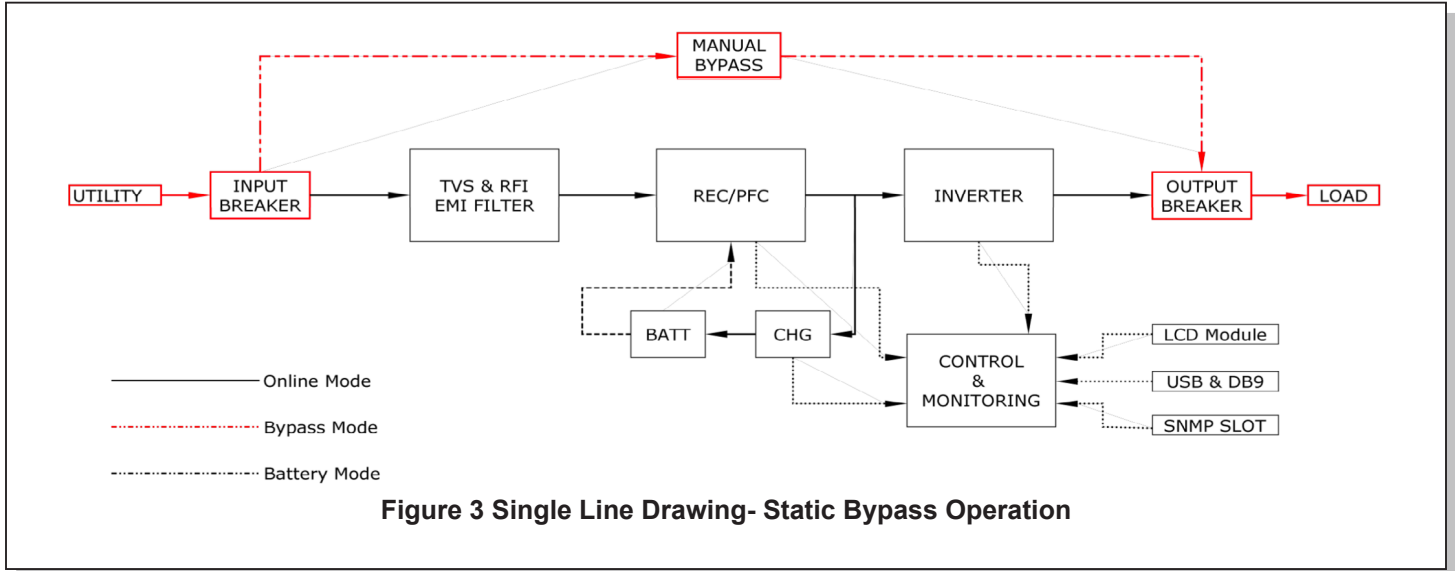 MANUAL
BYPASS
UTILITY
INPUT
BREAKER
TVS & RFI
EMI FILTER
REC/PFC
INVERTER
OUTPUT
BREAKER
LOAD
BATT
CHG
CONTROL
&
MONITORING
LCD Module
USB & DB9
SNMP SLOT
Online Mode
Bypass Mode
Battery Mode
Figure 3 Single Line Drawing- Static Bypass Operation